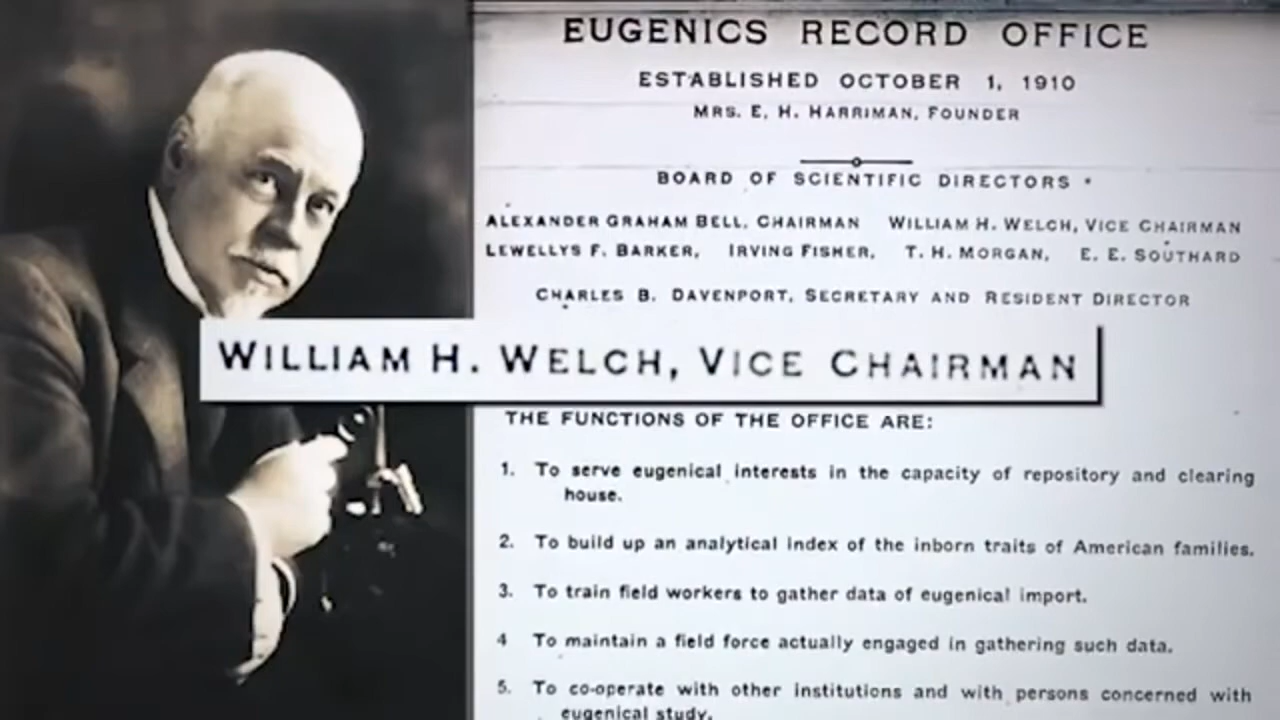 EUGENICS RECORD OFFICE
ESTABLISHED OCTOBER 1, 1910
MRS. E. H. HARRIMAN, FOUNDER
BOARD OF SCIENTIFIC DIRECTORS *
ALEXANDER GRAHAM BELL, CHAIRMAN WILLIAM H. WELCH, VICE CHAIRMAN
LEWELLYS F. BARKER, IRVING FISHER, T. H. MORGAN, E. E. SOUTHARD
CHARLES B. DAVENPORT, SECRETARY AND RESIDENT DIRECTOR
WILLIAM H. WELCH, VICE CHAIRMAN
THE FUNCTIONS OF THE OFFICE ARE:
1. To serve eugenical interests in the capacity of repository and clearing
house.
2. To build up an analytical index of the inborn traits of American families.
3. To train field workers to gather data of eugenical import.
4 To maintain a field force actually engaged in gathering such data.
5. To co-operate with other institutions and with persons concerned with
eugenical study.